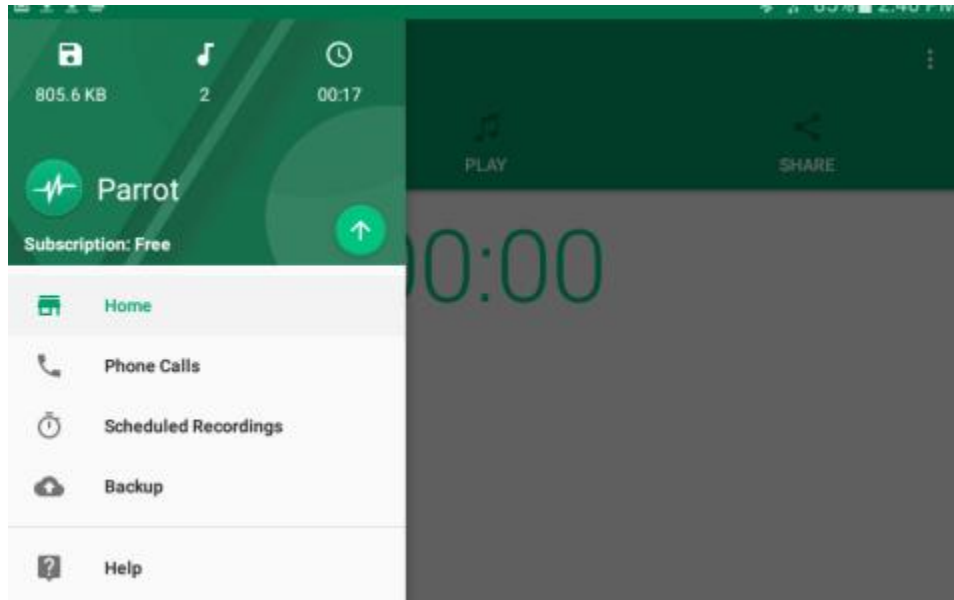 805.6 KB 2 00:17
PLAY SHARE
Parrot
Subscription: Free
00:00
Home
Phone Calls
Scheduled Recordings
Backup
Help